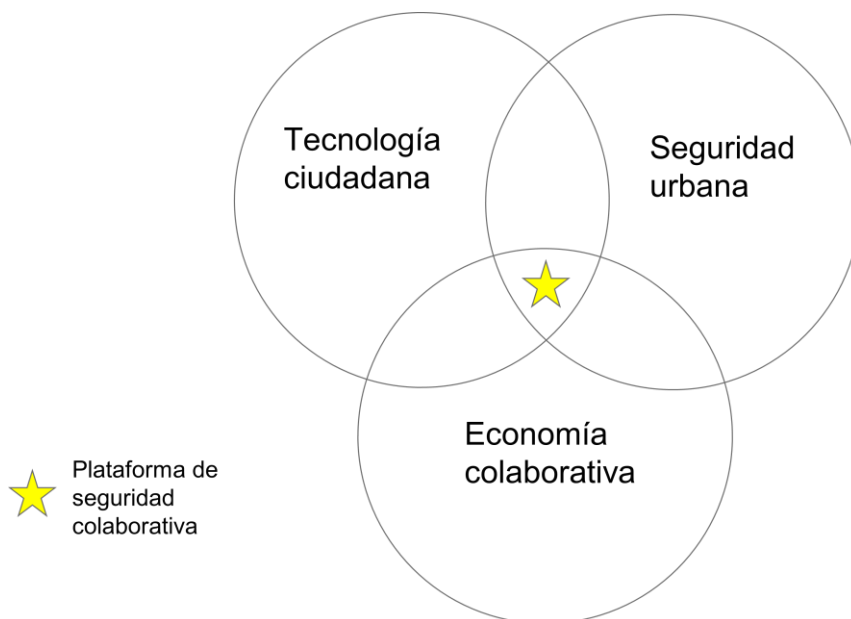 Tecnología
ciudadana
Seguridad
urbana
Economía
colaborativa
Plataforma de
seguridad
colaborativa